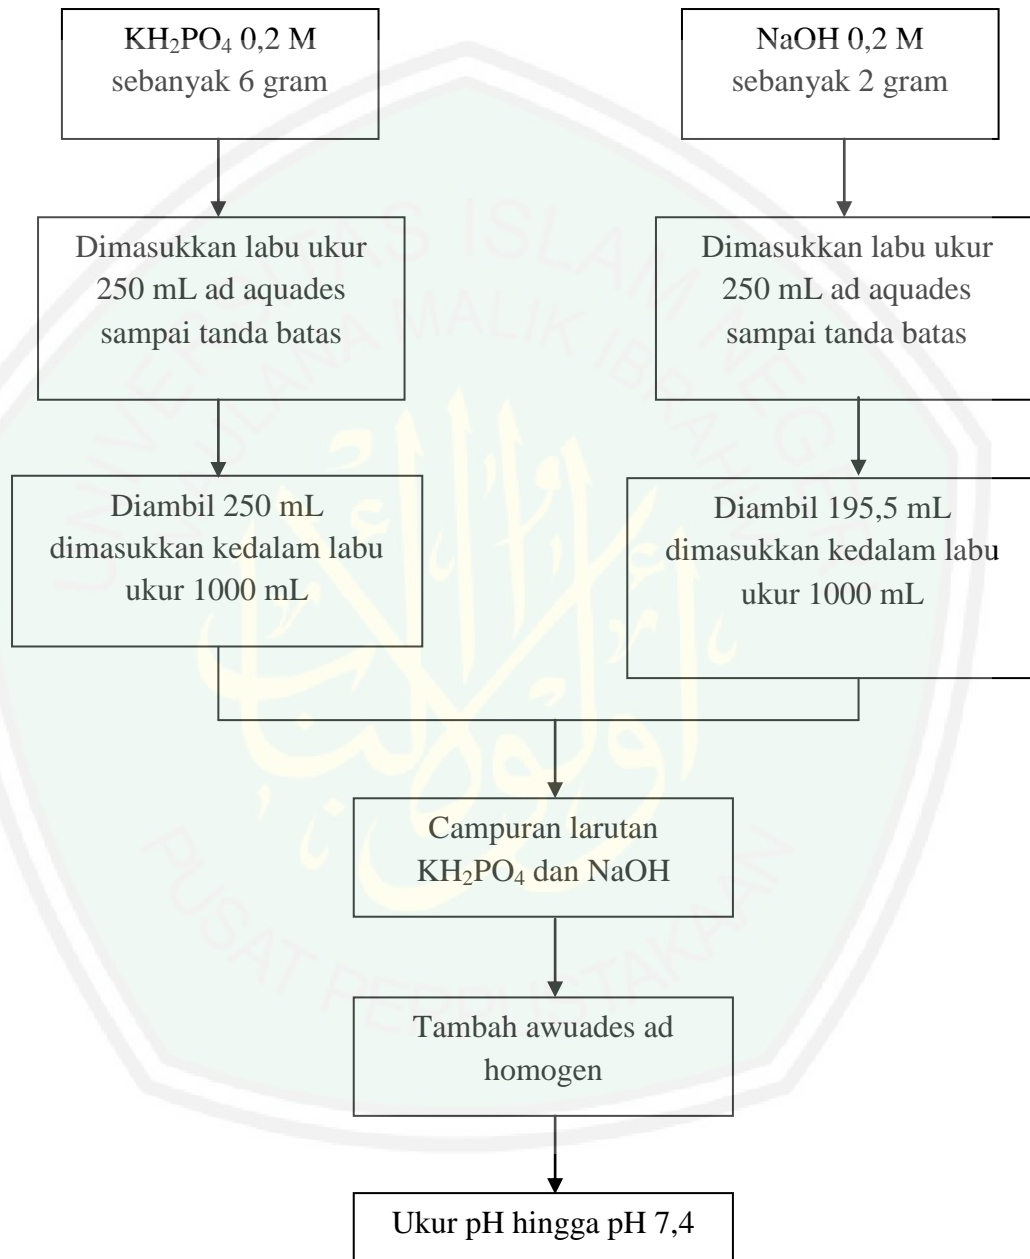 KH₂PO₄ 0,2 M
sebanyak 6 gram
NaOH 0,2 M
sebanyak 2 gram
Dimasukkan labu ukur
250 mL ad aquades
sampai tanda batas
Dimasukkan labu ukur
250 mL ad aquades
sampai tanda batas
Diambil 250 mL
dimasukkan kedalam labu
ukur 1000 mL
Diambil 195,5 mL
dimasukkan kedalam labu
ukur 1000 mL
Campuran larutan
KH₂PO₄ dan NaOH
Tambah awuades ad
homogen
Ukur pH hingga pH 7,4
PUSAT PERPUSTAKAAN